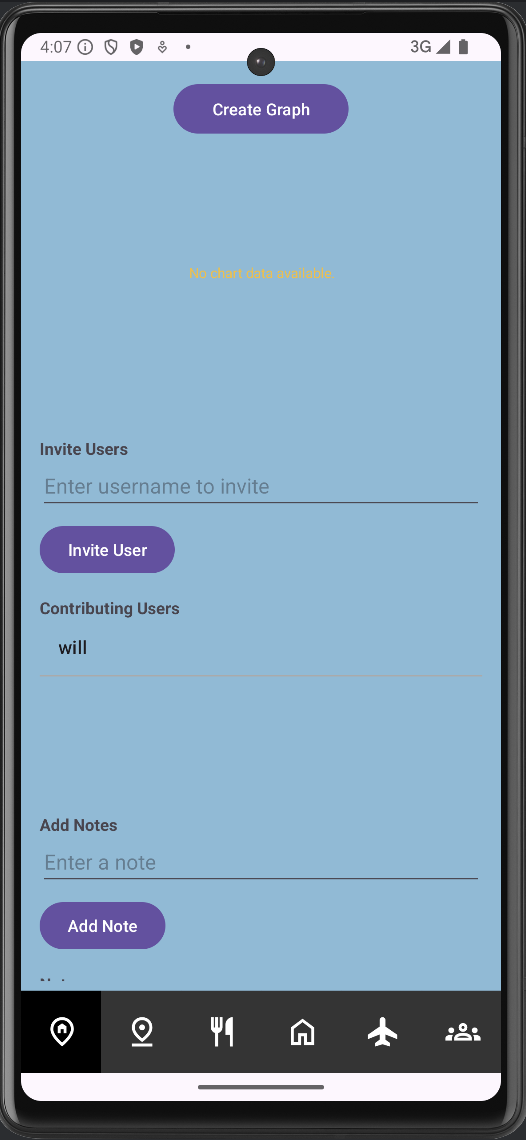 4:07
3G
Create Graph
No chart data available.
Invite Users
Enter username to invite
Invite User
Contributing Users
will
Add Notes
Enter a note
Add Note